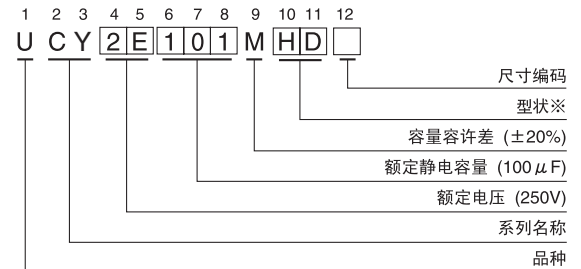 1 2 3 4 5 6 7 8 9 10 11 12
U C Y 2 E 1 0 1 M H D
尺寸编码
型状※
容量容许差 (±20%)
额定静电容量 (100μF)
额定电压 (250V)
系列名称
品种